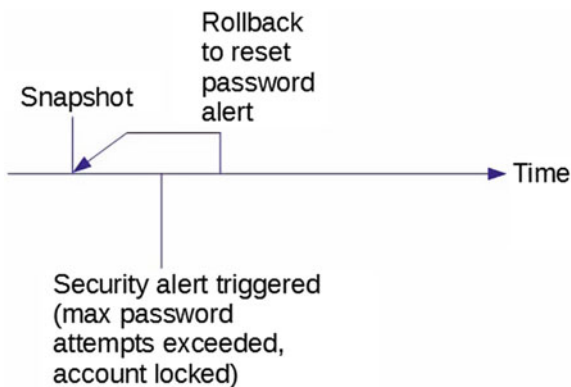 Rollback
to reset
password
alert
Snapshot
Time
Security alert triggered
(max password
attempts exceeded,
account locked)